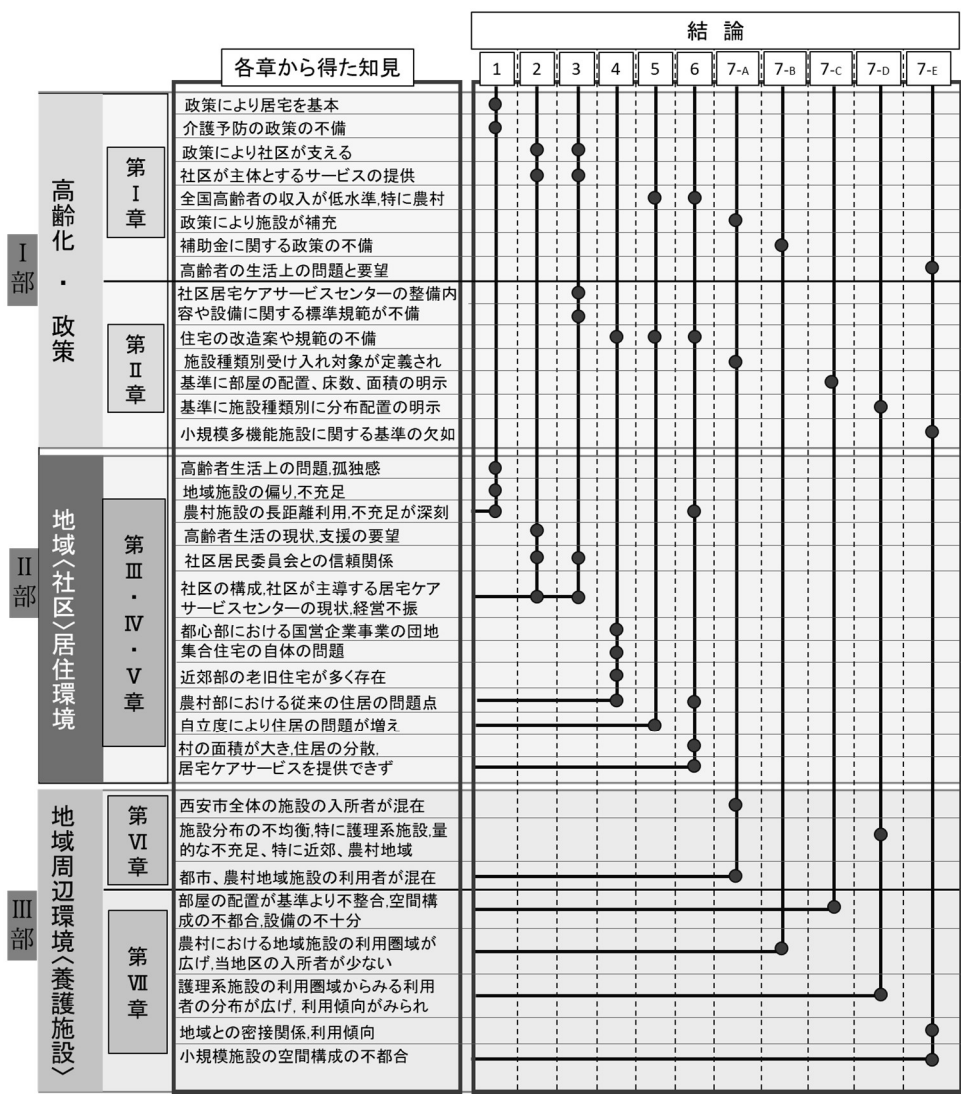 結 論
各章から得た知見
1 2 3 4 5 6 7-A 7-B 7-C 7-D 7-E
Ⅰ部
高齢化・政策
第Ⅰ章
政策により居宅を基本
介護予防の政策の不備
政策により社区が支える
社区が主体とするサービスの提供
全国高齢者の収入が低水準,特に農村
政策により施設が補充
補助金に関する政策の不備
高齢者の生活上の問題と要望
第Ⅱ章
社区居宅ケアサービスセンターの整備内
容や設備に関する標準規範が不備
住宅の改造案や規範の不備
施設種類別受け入れ対象が定義され
基準に部屋の配置、床数、面積の明示
基準に施設種類別に分布配置の明示
小規模多機能施設に関する基準の欠如
Ⅱ部
地域〈社区〉居住環境
第Ⅲ・Ⅳ・Ⅴ章
高齢者生活上の問題,孤独感
地域施設の偏り,不充足
農村施設の長距離利用,不充足が深刻
高齢者生活の現状,支援の要望
社区居民委員会との信頼関係
社区の構成,社区が主導する居宅ケア
サービスセンターの現状,経営不振
都心部における国営企業事業の団地
集合住宅の自体の問題
近郊部の老旧住宅が多く存在
農村部における従来の住居の問題点
自立度により住居の問題が増え
村の面積が大き,住居の分散,
居宅ケアサービスを提供できず
Ⅲ部
地域周辺環境〈養護施設〉
第Ⅵ章
西安市全体の施設の入所者が混在
施設分布の不均衡,特に護理系施設,量
的な不充足、特に近郊、農村地域
都市、農村地域施設の利用者が混在
第Ⅶ章
部屋の配置が基準より不整合,空間構
成の不都合,設備の不十分
農村における地域施設の利用圏域が
広げ,当地区の入所者が少ない
護理系施設の利用圏域からみる利用
者の分布が広げ, 利用傾向がみられ
地域との密接関係,利用傾向
小規模施設の空間構成の不都合